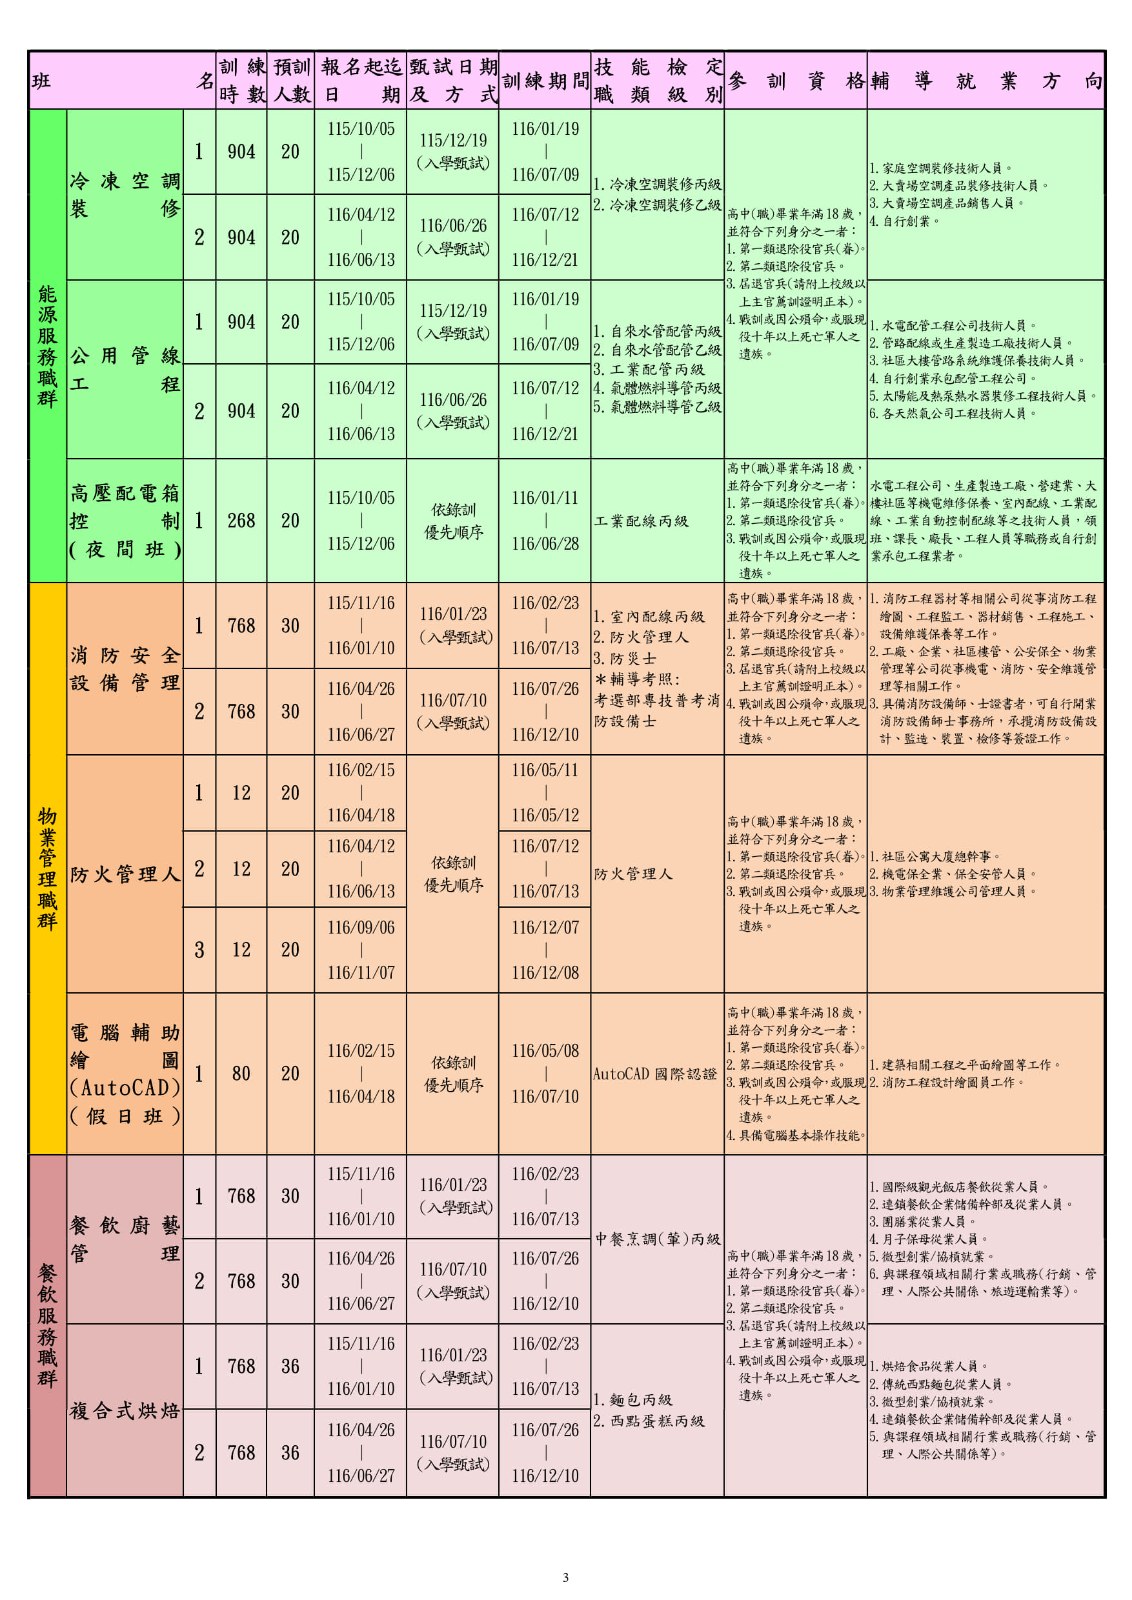 班名
訓練
時數
預訓
人數
報名起迄
日期
甄試日期
及方式
訓練期間
技能檢定
職類級別
參訓資格
輔導就業方向
能源服務職群
冷凍空調
裝修
1
904
20
115/10/05
|
115/12/06
115/12/19
(入學甄試)
116/01/19
|
116/07/09
2
904
20
116/04/12
|
116/06/13
116/06/26
(入學甄試)
116/07/12
|
116/12/21
1.冷凍空調裝修丙級
2.冷凍空調裝修乙級
高中(職)畢業年滿18歲，
並符合下列身分之一者：
1.第一類退除役官兵(眷)。
2.第二類退除役官兵。
3.屆退官兵(請附上校級以
上主官薦訓證明正本)。
4.戰訓或因公殞命，或服現
役十年以上死亡軍人之
遺族。
1.家庭空調裝修技術人員。
2.大賣場空調產品裝修技術人員。
3.大賣場空調產品銷售人員。
4.自行創業。
公用管線
工程
1
904
20
115/10/05
|
115/12/06
115/12/19
(入學甄試)
116/01/19
|
116/07/09
2
904
20
116/04/12
|
116/06/13
116/06/26
(入學甄試)
116/07/12
|
116/12/21
1.自來水管配管丙級
2.自來水管配管乙級
3.工業配管丙級
4.氣體燃料導管丙級
5.氣體燃料導管乙級
1.水電配管工程公司技術人員。
2.管路配線或生產製造工廠技術人員。
3.社區大樓管路系統維護保養技術人員。
4.自行創業承包配管工程公司。
5.太陽能及熱泵熱水器裝修工程技術人員。
6.各天然氣公司工程技術人員。
高壓配電箱
控制
(夜間班)
1
268
20
115/10/05
|
115/12/06
依錄訓
優先順序
116/01/11
|
116/06/28
工業配線丙級
高中(職)畢業年滿18歲，
並符合下列身分之一者：
1.第一類退除役官兵(眷)。
2.第二類退除役官兵。
3.戰訓或因公殞命，或服現
役十年以上死亡軍人之
遺族。
水電工程公司、生產製造工廠、營建業、大
樓社區等機電維修保養、室內配線、工業配
線、工業自動控制配線等之技術人員，領
班、課長、廠長、工程人員等職務或自行創
業承包工程業者。
物業管理職群
消防安全
設備管理
1
768
30
115/11/16
|
116/01/10
116/01/23
(入學甄試)
116/02/23
|
116/07/13
2
768
30
116/04/26
|
116/06/27
116/07/10
(入學甄試)
116/07/26
|
116/12/10
1.室內配線丙級
2.防火管理人
3.防災士
＊輔導考照:
考選部專技普考消
防設備士
高中(職)畢業年滿18歲，
並符合下列身分之一者：
1.第一類退除役官兵(眷)。
2.第二類退除役官兵。
3.屆退官兵(請附上校級以
上主官薦訓證明正本)。
4.戰訓或因公殞命，或服現
役十年以上死亡軍人之
遺族。
1.消防工程器材等相關公司從事消防工程
繪圖、工程監工、器材銷售、工程施工、
設備維護保養等工作。
2.工廠、企業、社區樓管、公安保全、物業
管理等公司從事機電、消防、安全維護管
理等相關工作。
3.具備消防設備師、士證書者，可自行開業
消防設備師士事務所，承攬消防設備設
計、監造、裝置、檢修等簽證工作。
防火管理人
1
12
20
116/02/15
|
116/04/18
116/05/11
|
116/05/12
2
12
20
116/04/12
|
116/06/13
依錄訓
優先順序
116/07/12
|
116/07/13
3
12
20
116/09/06
|
116/11/07
116/12/07
|
116/12/08
防火管理人
高中(職)畢業年滿18歲，
並符合下列身分之一者：
1.第一類退除役官兵(眷)。
2.第二類退除役官兵。
3.戰訓或因公殞命，或服現
役十年以上死亡軍人之
遺族。
1.社區公寓大廈總幹事。
2.機電保全業、保全安管人員。
3.物業管理維護公司管理人員。
電腦輔助
繪圖
(AutoCAD)
(假日班)
1
80
20
116/02/15
|
116/04/18
依錄訓
優先順序
116/05/08
|
116/07/10
AutoCAD國際認證
高中(職)畢業年滿18歲，
並符合下列身分之一者：
1.第一類退除役官兵(眷)。
2.第二類退除役官兵。
3.戰訓或因公殞命，或服現
役十年以上死亡軍人之
遺族。
4.具備電腦基本操作技能。
1.建築相關工程之平面繪圖等工作。
2.消防工程設計繪圖員工作。
餐飲服務職群
餐飲廚藝
管理
1
768
30
115/11/16
|
116/01/10
116/01/23
(入學甄試)
116/02/23
|
116/07/13
2
768
30
116/04/26
|
116/06/27
116/07/10
(入學甄試)
116/07/26
|
116/12/10
中餐烹調(葷)丙級
高中(職)畢業年滿18歲，
並符合下列身分之一者：
1.第一類退除役官兵(眷)。
2.第二類退除役官兵。
3.屆退官兵(請附上校級以
上主官薦訓證明正本)。
4.戰訓或因公殞命，或服現
役十年以上死亡軍人之
遺族。
1.國際級觀光飯店餐飲從業人員。
2.連鎖餐飲企業儲備幹部及從業人員。
3.團膳業從業人員。
4.月子保母從業人員。
5.微型創業/協槓就業。
6.與課程領域相關行業或職務(行銷、管
理、人際公共關係、旅遊運輸業等)。
複合式烘焙
1
768
36
115/11/16
|
116/01/10
116/01/23
(入學甄試)
116/02/23
|
116/07/13
2
768
36
116/04/26
|
116/06/27
116/07/10
(入學甄試)
116/07/26
|
116/12/10
1.麵包丙級
2.西點蛋糕丙級
1.烘焙食品從業人員。
2.傳統西點麵包從業人員。
3.微型創業/協槓就業。
4.連鎖餐飲企業儲備幹部及從業人員。
5.與課程領域相關行業或職務(行銷、管
理、人際公共關係等)。
3